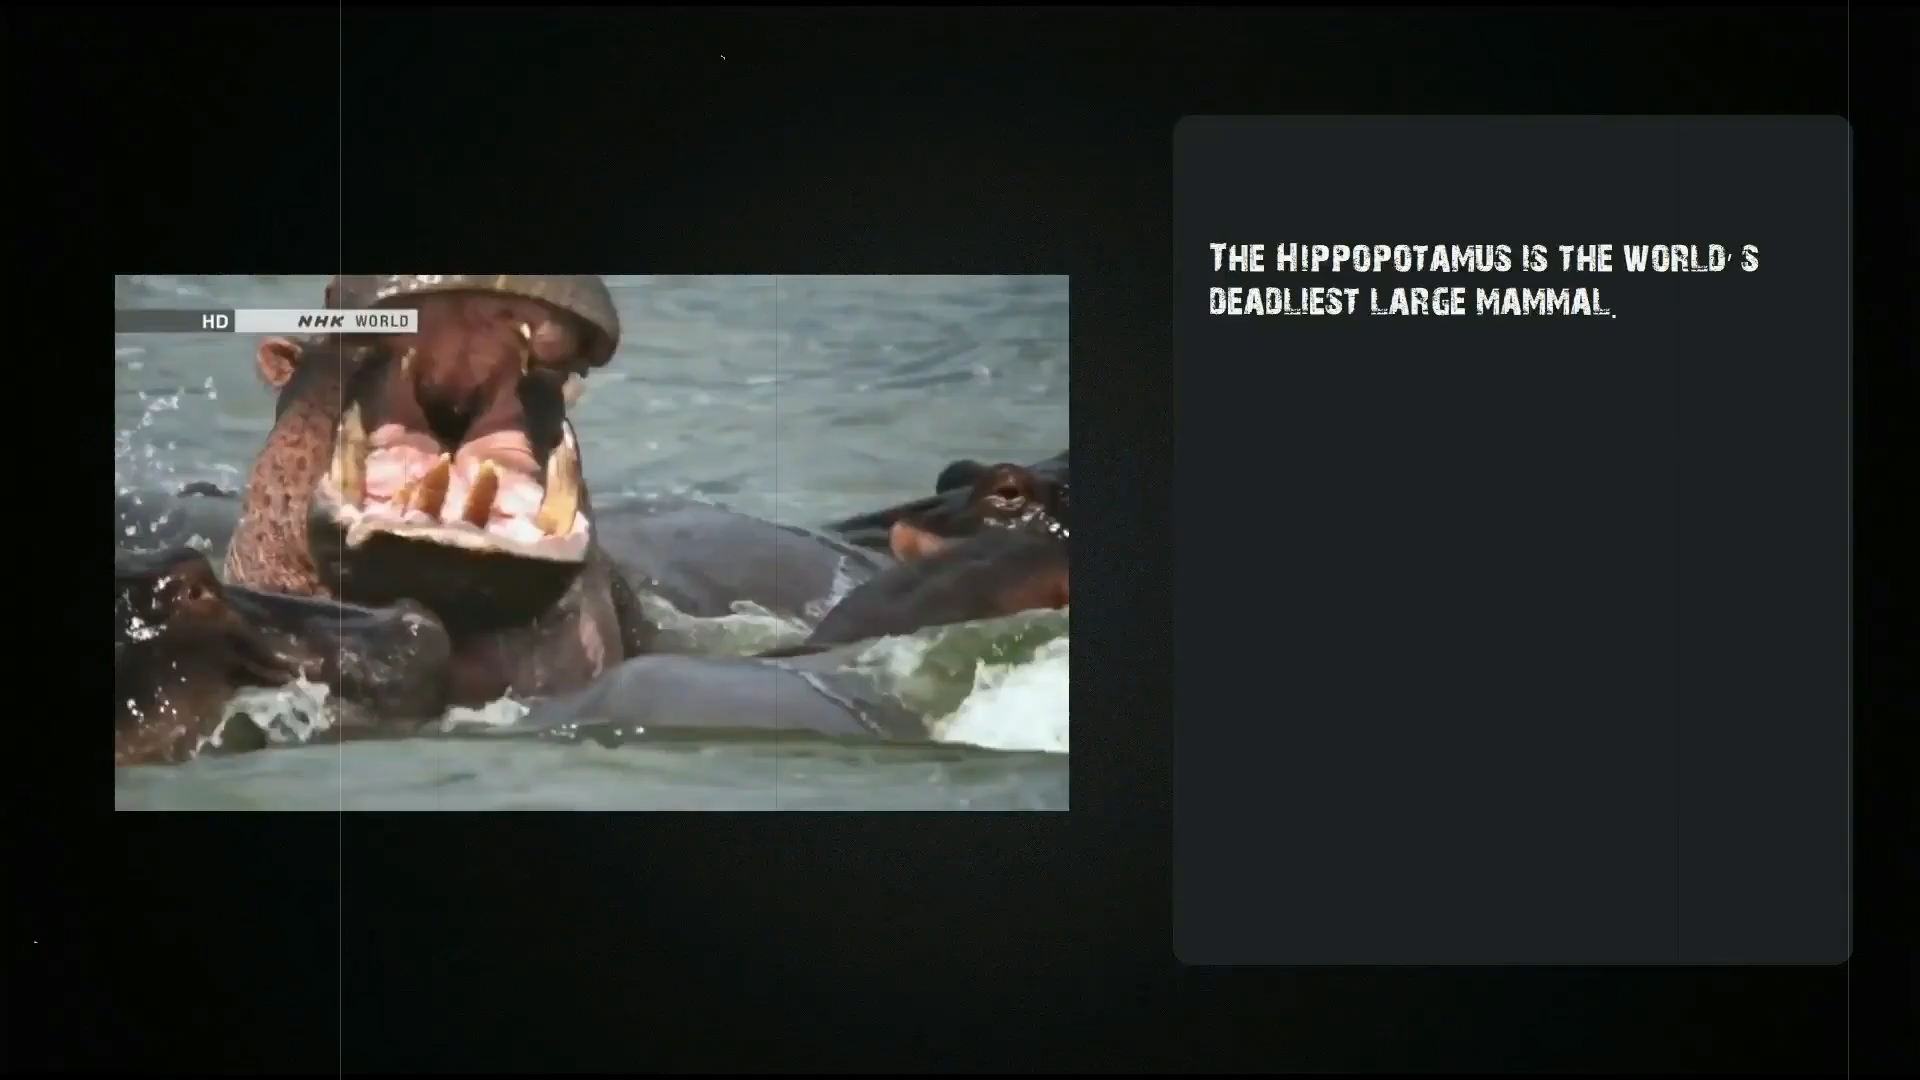 HD NHK WORLD
THE HIPPOPOTAMUS IS THE WORLD'S
DEADLIEST LARGE MAMMAL.